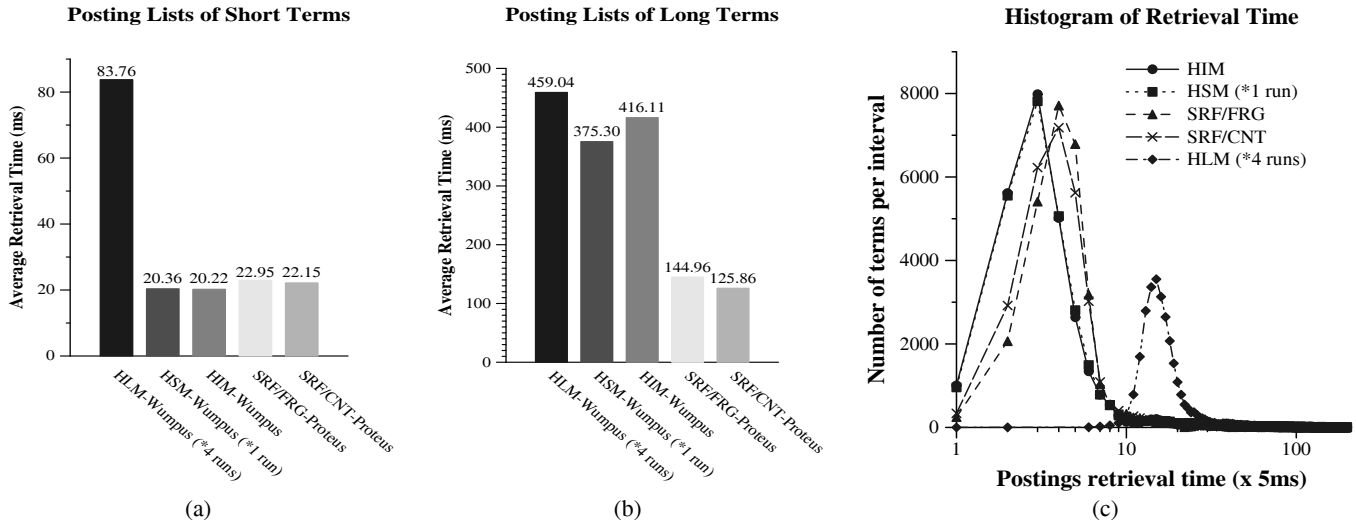 Posting Lists of Short Terms
Average Retrieval Time (ms)
80
60
40
20
0
83.76
20.36
20.22
22.95
22.15
HLM-Wumpus (*4 runs)
HSM-Wumpus (*1 run)
HIM-Wumpus
SRF/FRG-Proteus
SRF/CNT-Proteus
(a)
Posting Lists of Long Terms
Average Retrieval Time (ms)
500
400
300
200
100
0
459.04
375.30
416.11
144.96
125.86
HLM-Wumpus (*4 runs)
HSM-Wumpus (*1 run)
HIM-Wumpus
SRF/FRG-Proteus
SRF/CNT-Proteus
(b)
Histogram of Retrieval Time
Number of terms per interval
8000
6000
4000
2000
0
HIM
HSM (*1 run)
SRF/FRG
SRF/CNT
HLM (*4 runs)
1
10
100
Postings retrieval time (x 5ms)
(c)